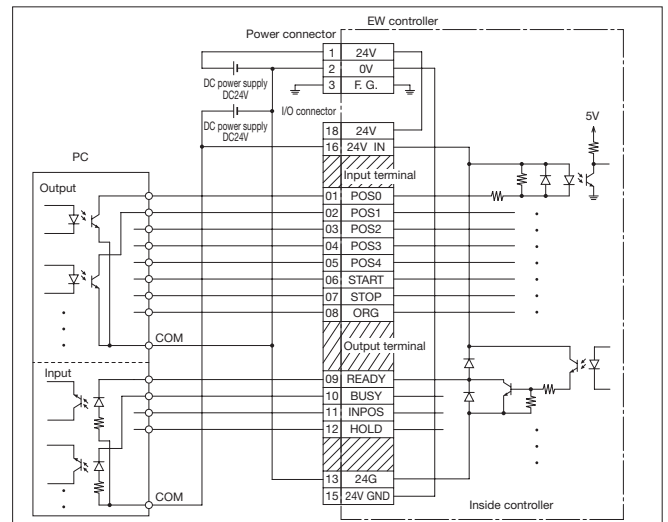 EW controller
Power connector
1 24V
2 0V
3 F. G.
DC power supply
DC24V
I/O connector
DC power supply
DC24V
5V
18 24V
16 24V IN
PC
Input terminal
Output
01 POS0
02 POS1
03 POS2
04 POS3
05 POS4
06 START
07 STOP
08 ORG
COM
Output terminal
Input
09 READY
10 BUSY
11 INPOS
12 HOLD
13 24G
COM
15 24V GND
Inside controller